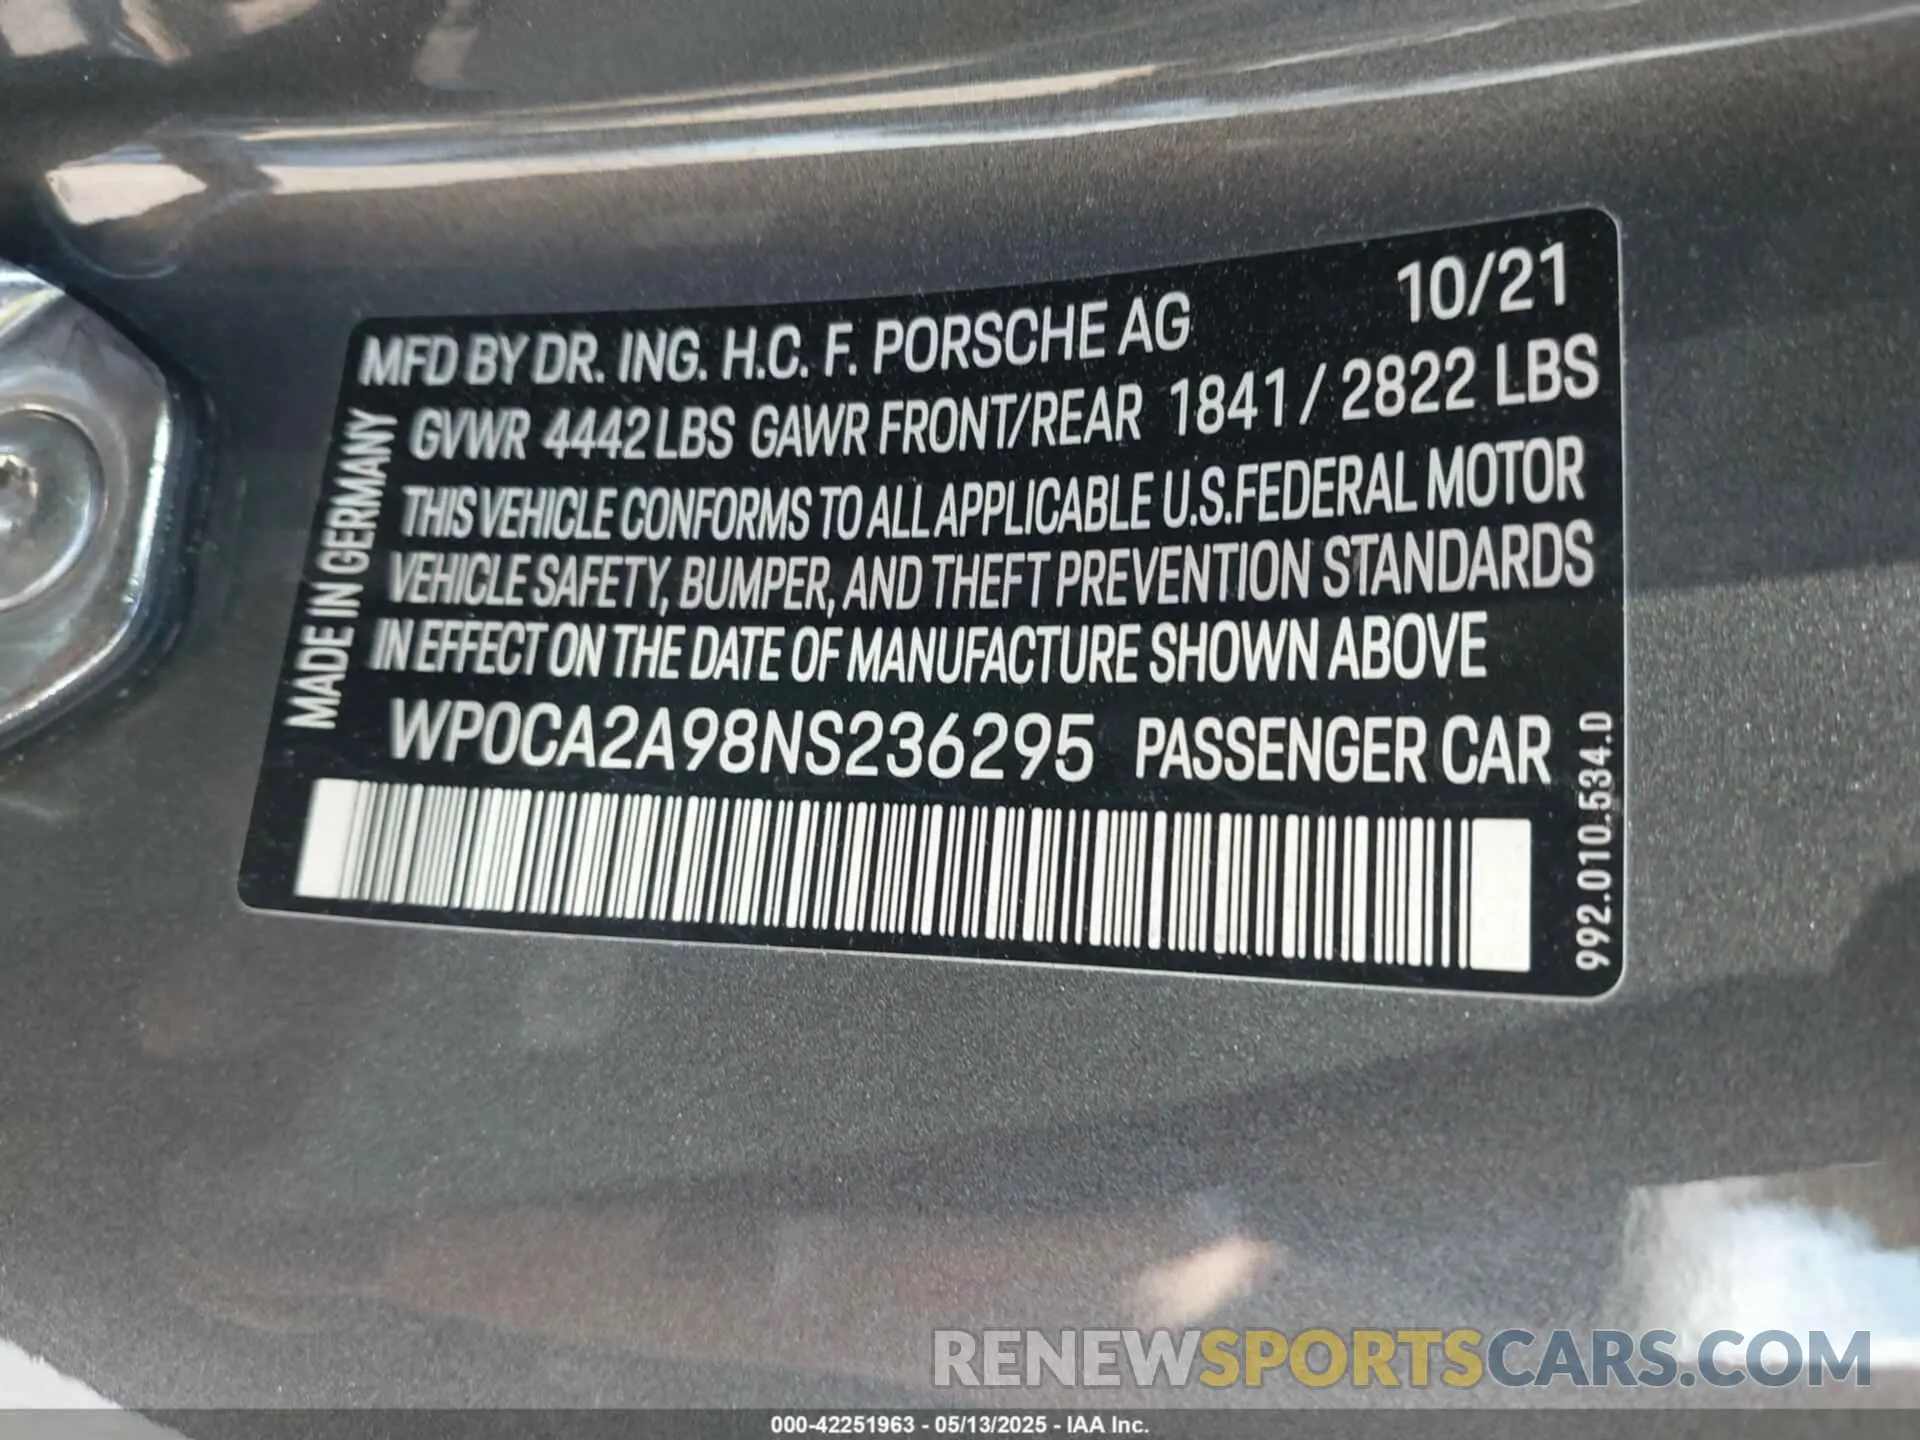 10/21
MFD BY DR. ING. H.C. F. PORSCHE AG
GVWR 4442 LBS GAWR FRONT/REAR 1841 / 2822 LBS
THIS VEHICLE CONFORMS TO ALL APPLICABLE U.S.FEDERAL MOTOR
VEHICLE SAFETY, BUMPER, AND THEFT PREVENTION STANDARDS
IN EFFECT ON THE DATE OF MANUFACTURE SHOWN ABOVE
WP0CA2A98NS236295 PASSENGER CAR
MADE IN GERMANY
992.010.534.D
RENEWSPORTSCARS.COM
000-42251963 - 05/13/2025 - IAA Inc.